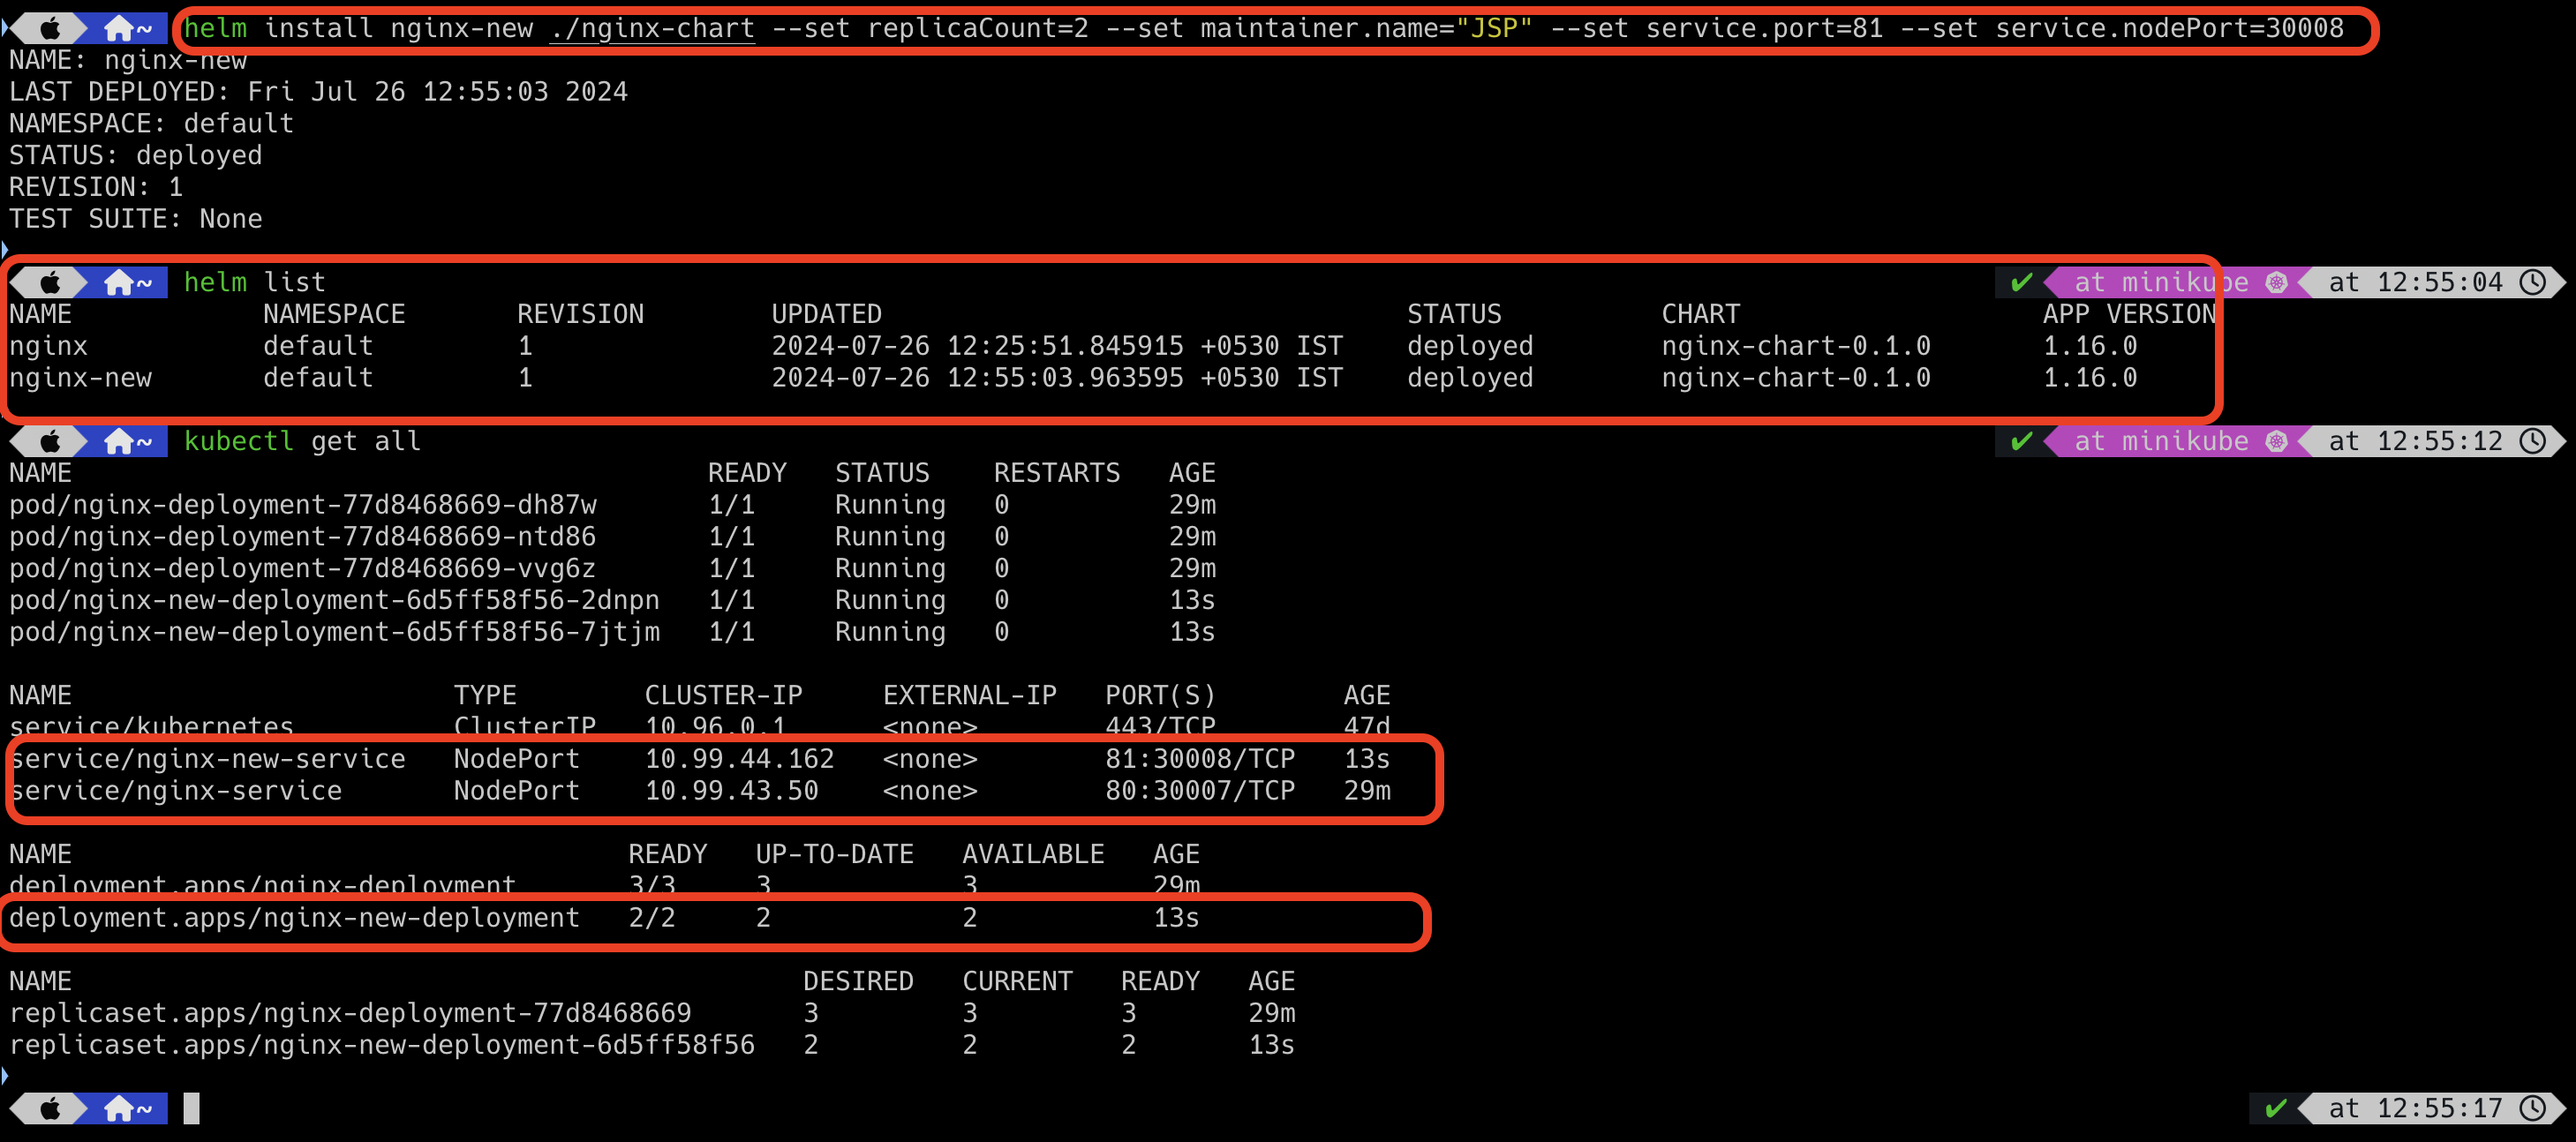 ~ helm install nginx-new ./nginx-chart --set replicaCount=2 --set maintainer.name="JSP" --set service.port=81 --set service.nodePort=30008
NAME: nginx-new
LAST DEPLOYED: Fri Jul 26 12:55:03 2024
NAMESPACE: default
STATUS: deployed
REVISION: 1
TEST SUITE: None
~ helm list ✔ at minikube at 12:55:04
NAME NAMESPACE REVISION UPDATED STATUS CHART APP VERSION
nginx default 1 2024-07-26 12:25:51.845915 +0530 IST deployed nginx-chart-0.1.0 1.16.0
nginx-new default 1 2024-07-26 12:55:03.963595 +0530 IST deployed nginx-chart-0.1.0 1.16.0
~ kubectl get all ✔ at minikube at 12:55:12
NAME READY STATUS RESTARTS AGE
pod/nginx-deployment-77d8468669-dh87w 1/1 Running 0 29m
pod/nginx-deployment-77d8468669-ntd86 1/1 Running 0 29m
pod/nginx-deployment-77d8468669-vvg6z 1/1 Running 0 29m
pod/nginx-new-deployment-6d5ff58f56-2dnpn 1/1 Running 0 13s
pod/nginx-new-deployment-6d5ff58f56-7jtjm 1/1 Running 0 13s
NAME TYPE CLUSTER-IP EXTERNAL-IP PORT(S) AGE
service/kubernetes ClusterIP 10.96.0.1 <none> 443/TCP 47d
service/nginx-new-service NodePort 10.99.44.162 <none> 81:30008/TCP 13s
service/nginx-service NodePort 10.99.43.50 <none> 80:30007/TCP 29m
NAME READY UP-TO-DATE AVAILABLE AGE
deployment.apps/nginx-deployment 3/3 3 3 29m
deployment.apps/nginx-new-deployment 2/2 2 2 13s
NAME DESIRED CURRENT READY AGE
replicaset.apps/nginx-deployment-77d8468669 3 3 3 29m
replicaset.apps/nginx-new-deployment-6d5ff58f56 2 2 2 13s
~ ✔ at 12:55:17